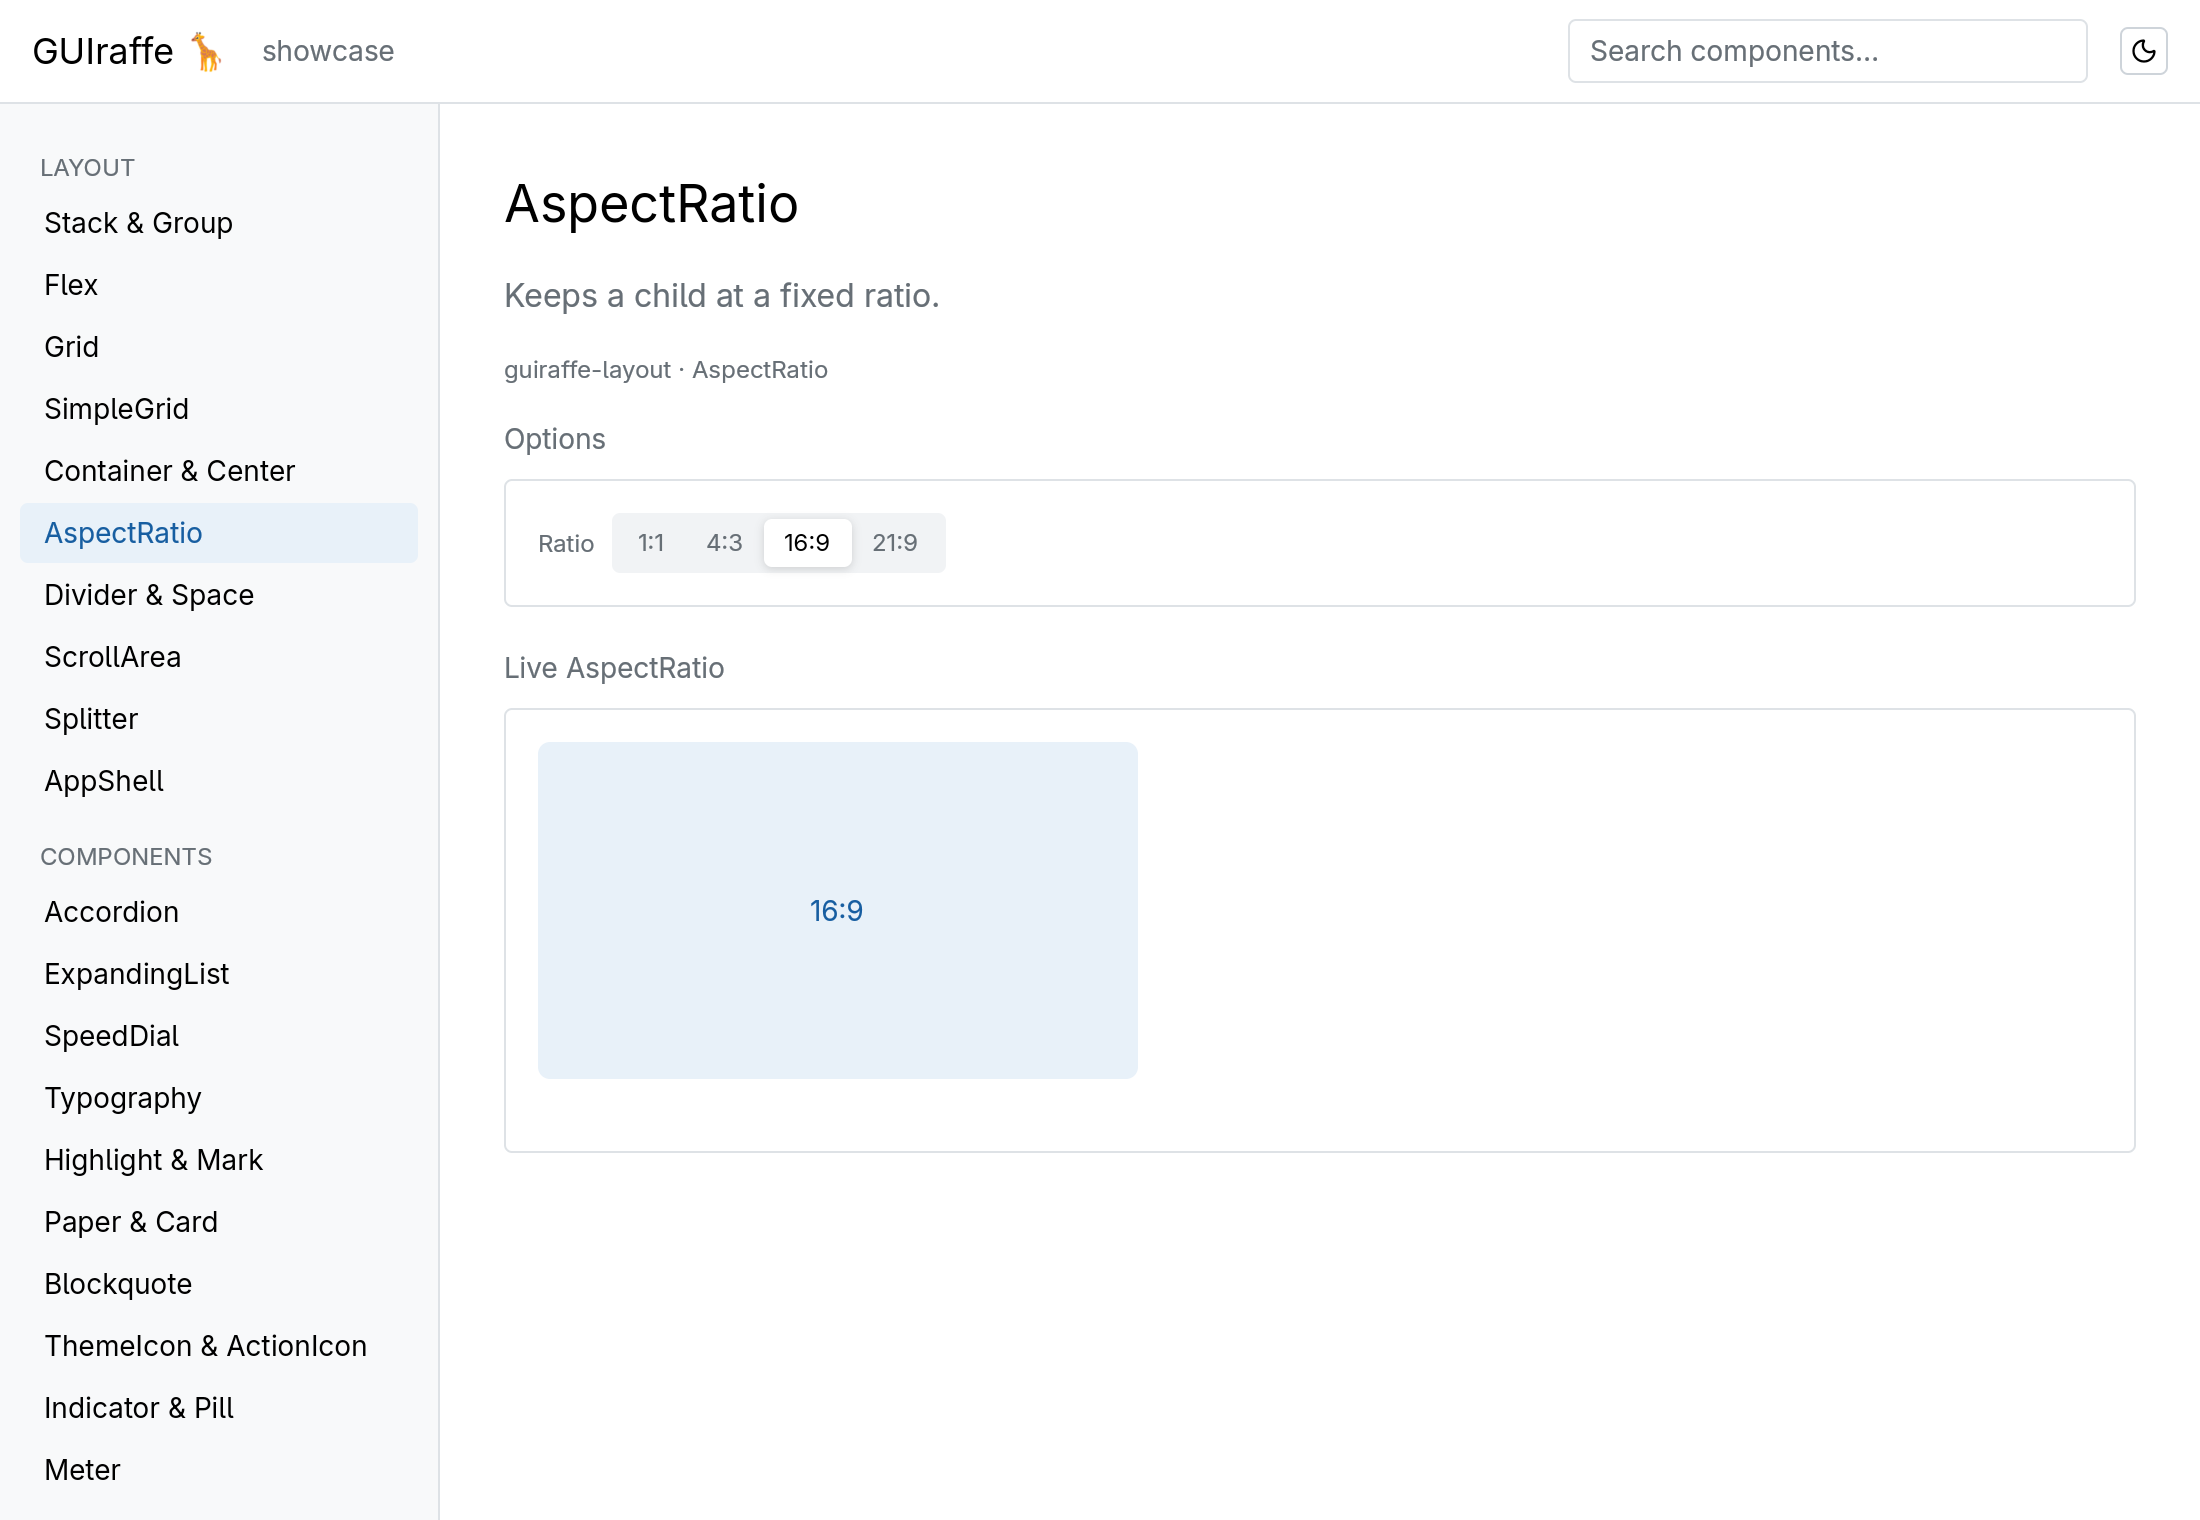 GUIraffe 🦒 showcase
Search components...
LAYOUT
Stack & Group
Flex
Grid
SimpleGrid
Container & Center
AspectRatio
Divider & Space
ScrollArea
Splitter
AppShell
COMPONENTS
Accordion
ExpandingList
SpeedDial
Typography
Highlight & Mark
Paper & Card
Blockquote
ThemeIcon & ActionIcon
Indicator & Pill
Meter
AspectRatio
Keeps a child at a fixed ratio.
guiraffe-layout · AspectRatio
Options
Ratio 1:1 4:3 16:9 21:9
Live AspectRatio
16:9